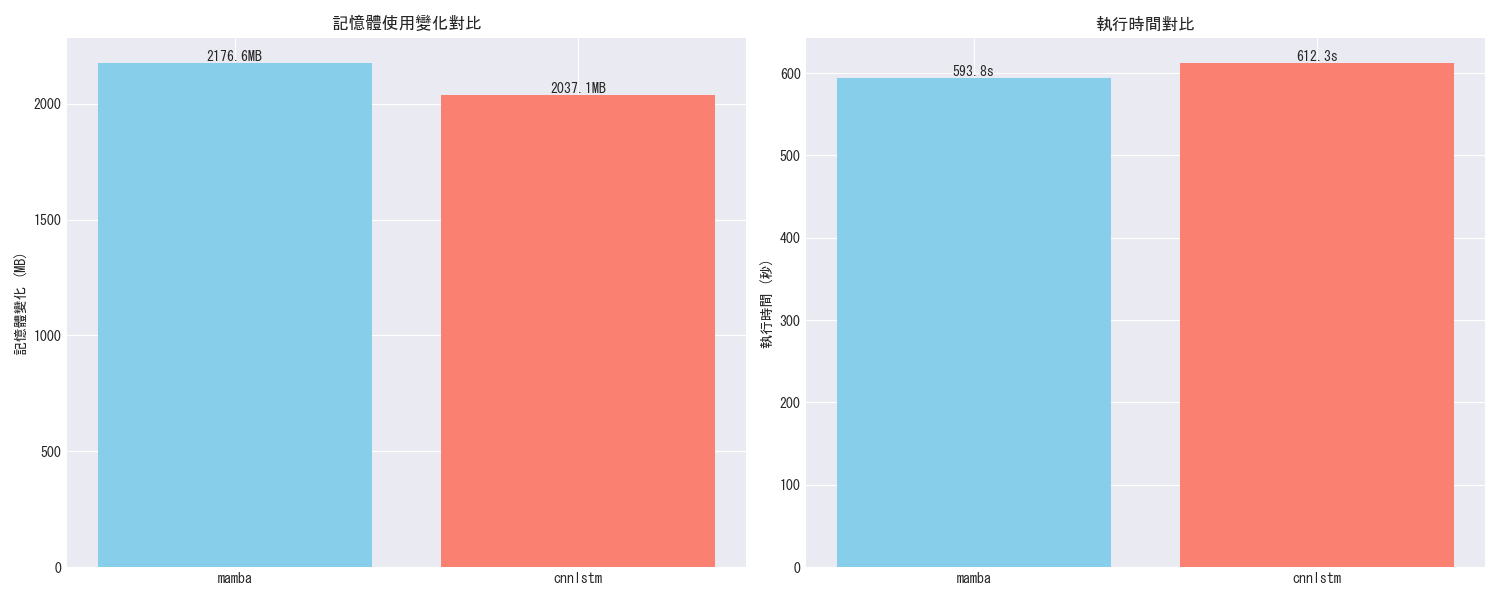 記憶體使用變化對比
2176.6MB
2037.1MB
2000
1500
1000
500
0
記憶體變化 (MB)
mamba
cnnlstm
執行時間對比
593.8s
612.3s
600
500
400
300
200
100
0
執行時間 (秒)
mamba
cnnlstm